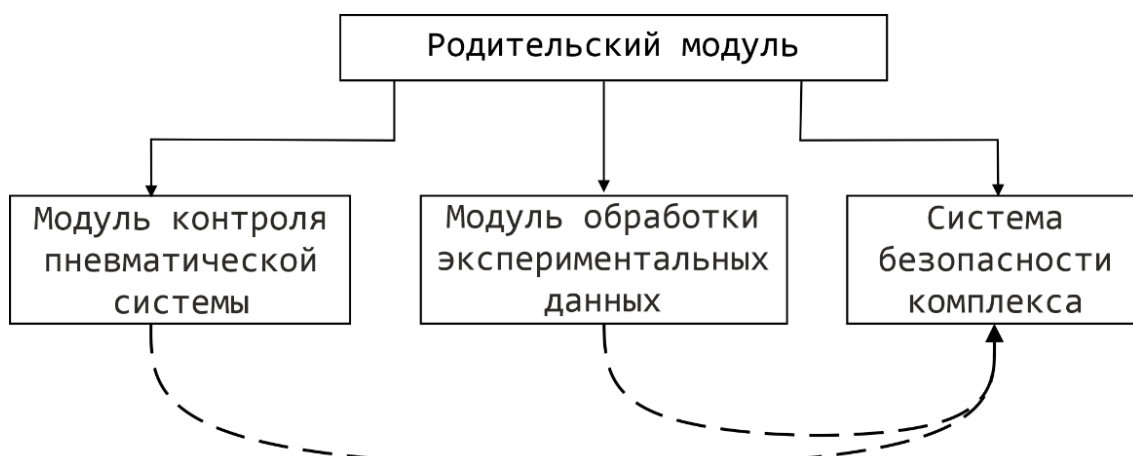 Родительский модуль
Модуль контроля
пневматической
системы
Модуль обработки
экспериментальных
данных
Система
безопасности
комплекса